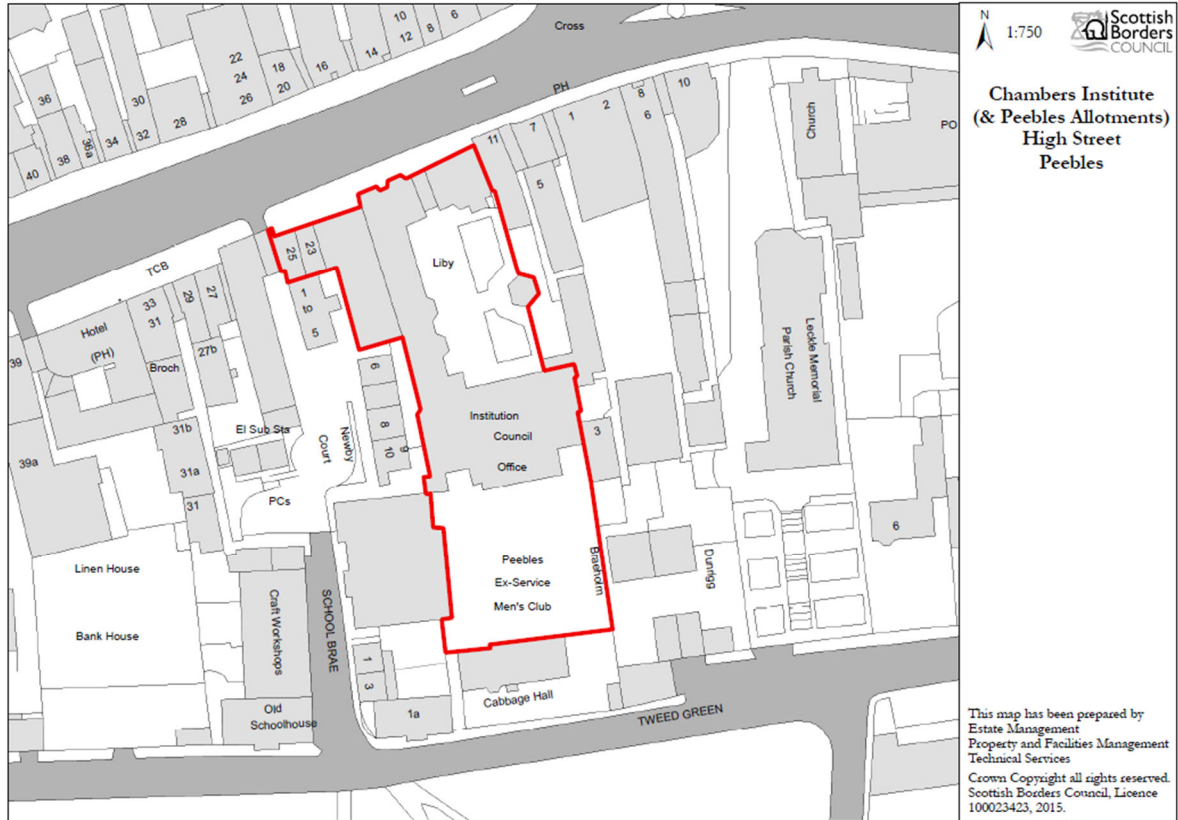 N
1:750
Scottish
Borders
COUNCIL
Chambers Institute
(& Peebles Allotments)
High Street
Peebles
10
6
8
12
14
Cross
22
24
26
18
20
16
36
30
28
32
34
36a
38
40
PH
10
8
6
2
1
7
11
5
Church
PO
TCB
25
23
Liby
1
to
5
33
31
29
27
Hotel
(PH)
39
Broch
27b
6
8
10
9
Institution
Council
Office
3
Leckie Memorial
Parish Church
31b
El Sub Sta
Newby
Court
39a
31a
31
PCs
6
Linen House
Bank House
Craft Workshops
SCHOOL BRAE
Peebles
Ex-Service
Men's Club
Braeholm
Dunrigg
1
3
Old
Schoolhouse
1a
Cabbage Hall
TWEED GREEN
This map has been prepared by
Estate Management
Property and Facilities Management
Technical Services
Crown Copyright all rights reserved.
Scottish Borders Council, Licence
100023423, 2015.